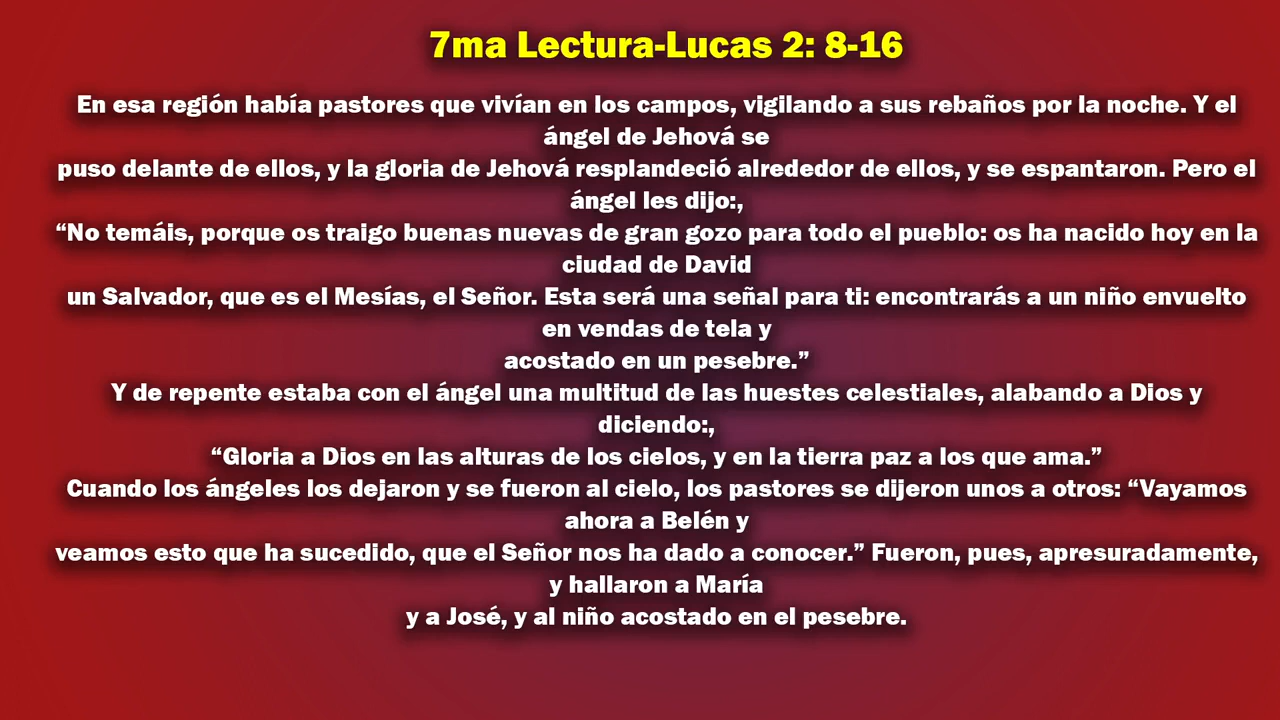 7ma Lectura-Lucas 2: 8-16
En esa región había pastores que vivían en los campos, vigilando a sus rebaños por la noche. Y el
ángel de Jehová se
puso delante de ellos, y la gloria de Jehová resplandeció alrededor de ellos, y se espantaron. Pero el
ángel les dijo:,
“No temáis, porque os traigo buenas nuevas de gran gozo para todo el pueblo: os ha nacido hoy en la
ciudad de David
un Salvador, que es el Mesías, el Señor. Esta será una señal para ti: encontrarás a un niño envuelto
en vendas de tela y
acostado en un pesebre.”
Y de repente estaba con el ángel una multitud de las huestes celestiales, alabando a Dios y
diciendo:,
“Gloria a Dios en las alturas de los cielos, y en la tierra paz a los que ama.”
Cuando los ángeles los dejaron y se fueron al cielo, los pastores se dijeron unos a otros: “Vayamos
ahora a Belén y
veamos esto que ha sucedido, que el Señor nos ha dado a conocer.” Fueron, pues, apresuradamente,
y hallaron a María
y a José, y al niño acostado en el pesebre.